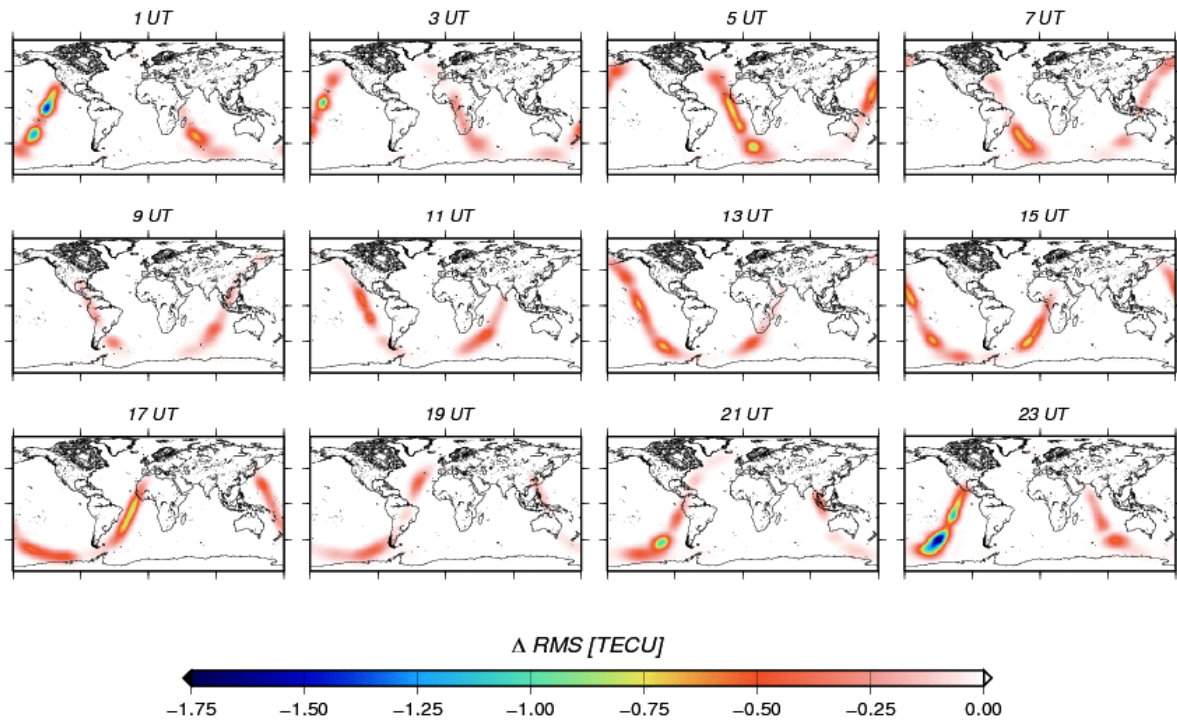 1 UT 3 UT 5 UT 7 UT
9 UT 11 UT 13 UT 15 UT
17 UT 19 UT 21 UT 23 UT
Δ RMS [TECU]
−1.75 −1.50 −1.25 −1.00 −0.75 −0.50 −0.25 0.00